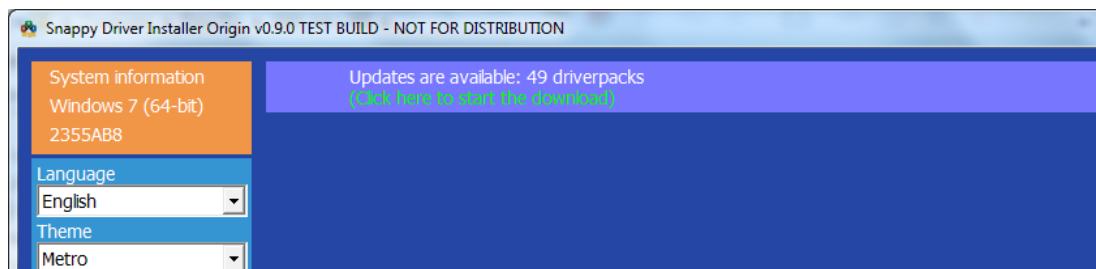 Snappy Driver Installer Origin v0.9.0 TEST BUILD - NOT FOR DISTRIBUTION
System information
Windows 7 (64-bit)
2355AB8
Updates are available: 49 driverpacks
(Click here to start the download)
Language
English
Theme
Metro